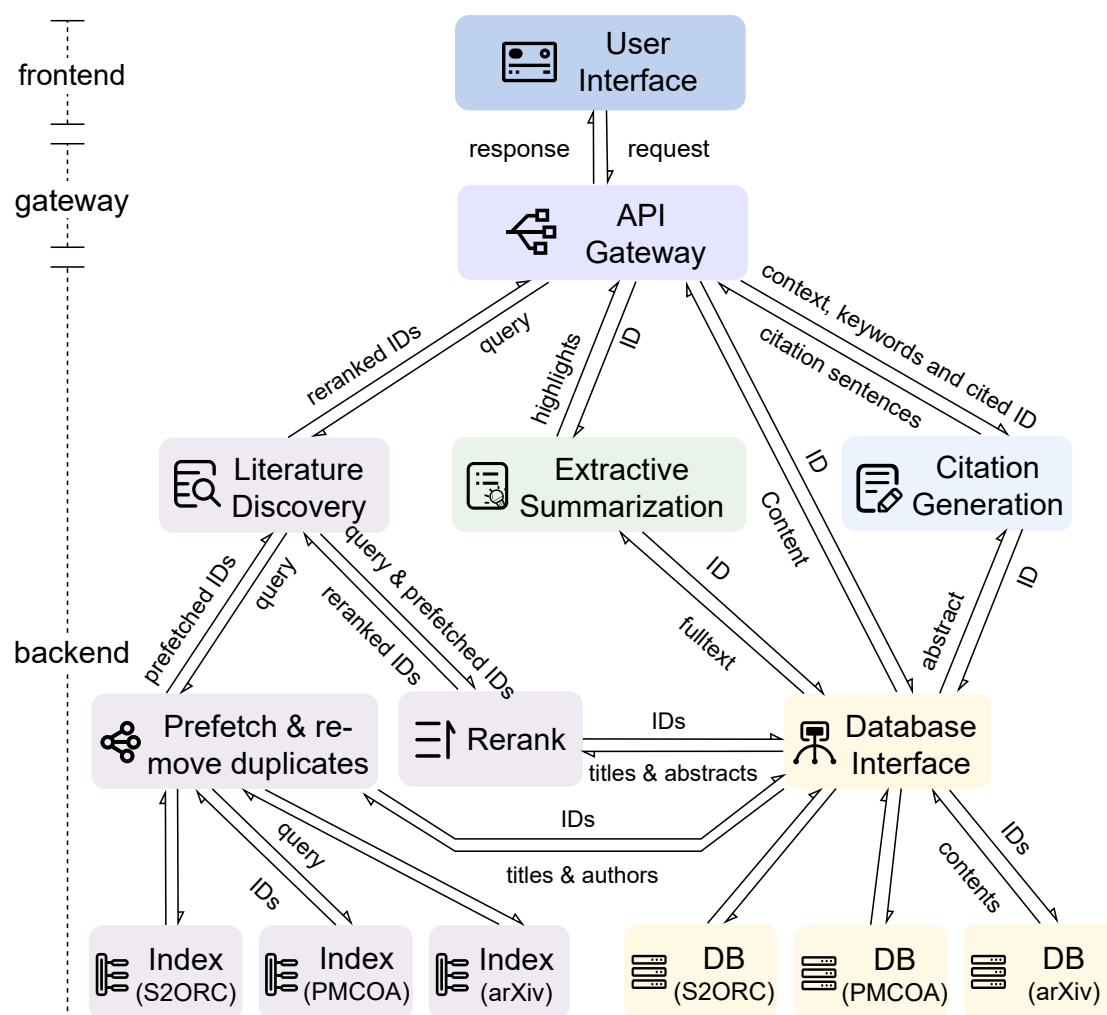 frontend
User
Interface
response
request
gateway
API
Gateway
reranked IDs
query
highlights
ID
context, keywords and cited ID
citation sentences
ID
Content
Literature
Discovery
Extractive
Summarization
Citation
Generation
prefetched IDs
query
query & prefetched IDs
reranked IDs
ID
fulltext
abstract
ID
backend
Prefetch & re-
move duplicates
Rerank
IDs
titles & abstracts
Database
Interface
IDs
titles & authors
query
IDs
IDs
contents
Index
(S2ORC)
Index
(PMCOA)
Index
(arXiv)
DB
(S2ORC)
DB
(PMCOA)
DB
(arXiv)